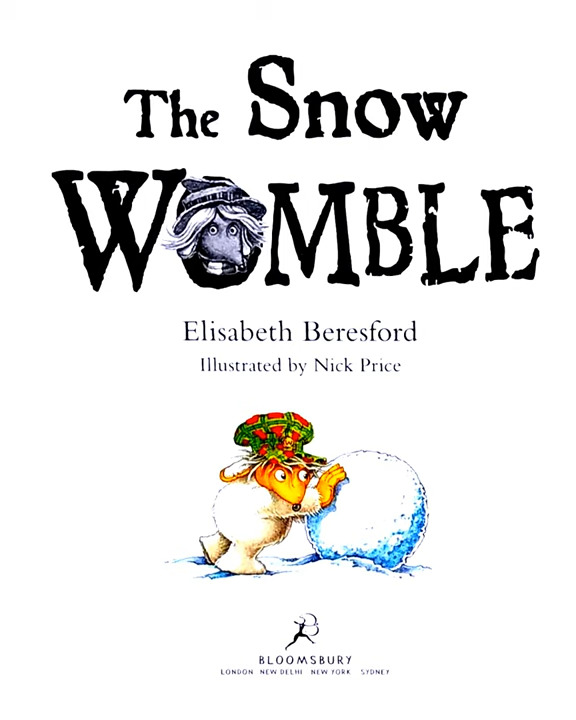 The Snow
WOMBLE
Elisabeth Beresford
Illustrated by Nick Price
BLOOMSBURY
LONDON NEW DELHI NEW YORK SYDNEY